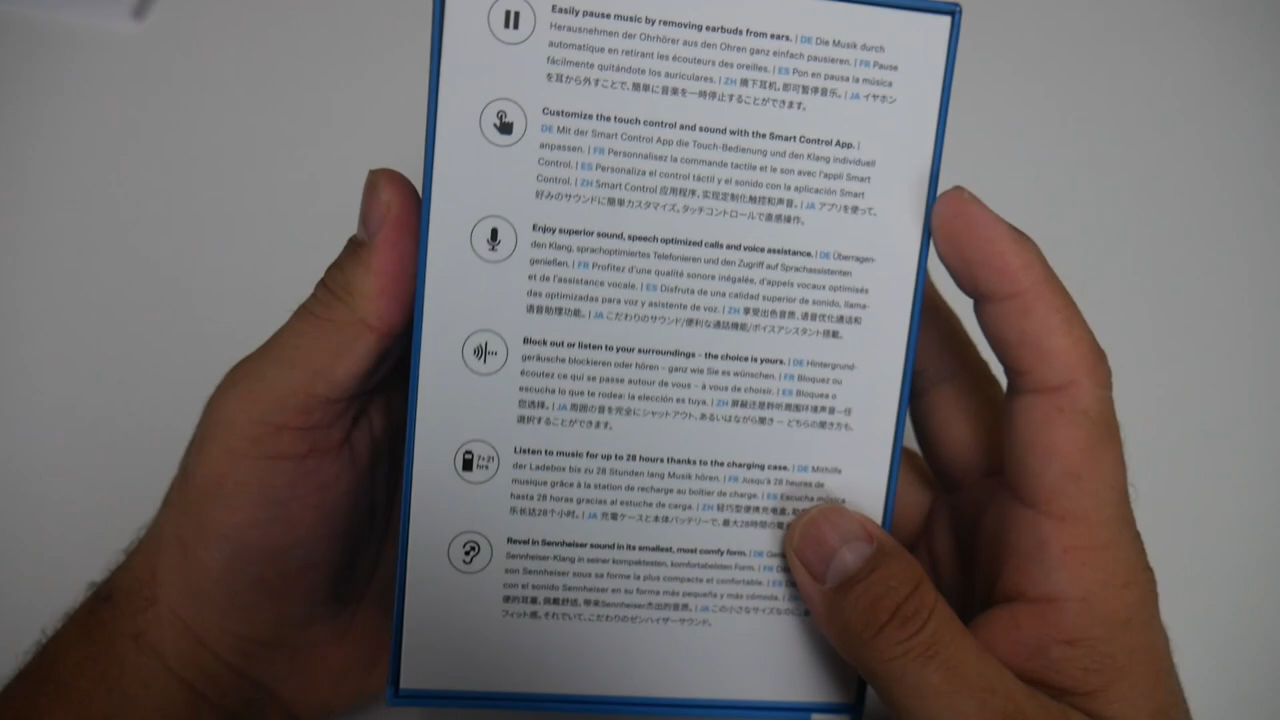 Easily pause music by removing earbuds from ears. | DE Die Musik durch
Herausnehmen der Ohrhörer aus den Ohren ganz einfach pausieren. | FR Pause
automatique en retirant les écouteurs des oreilles. | ES Pon en pausa la música
fácilmente quitándote los auriculares. | ZH 摘下耳机，即可暂停音乐。 | JA イヤホン
を耳から外すことで、簡単に音楽を一時停止することができます。
Customize the touch control and sound with the Smart Control App. |
DE Mit der Smart Control App die Touch-Bedienung und den Klang individuell
anpassen. | FR Personnalisez la commande tactile et le son avec l'appli Smart
Control. | ES Personaliza el control táctil y el sonido con la aplicación Smart
Control. | ZH Smart Control 应用程序，实现定制化触控和声音。 | JA アプリを使って、
好みのサウンドに簡単カスタマイズ。タッチコントロールで直感操作。
Enjoy superior sound, speech optimized calls and voice assistance. | DE Überragen-
den Klang, sprachoptimiertes Telefonieren und den Zugriff auf Sprachassistenten
genießen. | FR Profitez d'une qualité sonore inégalée, d'appels vocaux optimisés
et de l'assistance vocale. | ES Disfruta de una calidad superior de sonido, llama-
das optimizadas para voz y asistente de voz. | ZH 享受出色音质、语音优化通话和
语音助理功能。 | JA こだわりのサウンド/便利な通話機能/ボイスアシスタント搭載。
Block out or listen to your surroundings – the choice is yours. | DE Hintergrund-
geräusche blockieren oder hören – ganz wie Sie es wünschen. | FR Bloquez ou
écoutez ce qui se passe autour de vous – à vous de choisir. | ES Bloquea o
escucha lo que te rodea: la elección es tuya. | ZH 屏蔽还是聆听周围环境声音—任
您选择。 | JA 周囲の音を完全にシャットアウト、あるいはながら聞き − どちらの聞き方も、
選択することができます。
7+21
hrs
Listen to music for up to 28 hours thanks to the charging case. | DE Mithilfe
der Ladebox bis zu 28 Stunden lang Musik hören. | FR Jusqu'à 28 heures de
musique grâce à la station de recharge au boîtier de charge. | ES Escucha música
hasta 28 horas gracias al estuche de carga. | ZH 轻巧型便携充电盒，
乐长达28个小时。 | JA 充電ケースと本体バッテリーで、最大28時間の
Revel in Sennheiser sound in its smallest, most comfy form. | DE
Sennheiser-Klang in seiner kompaktesten, komfortabelsten Form. | FR
son Sennheiser sous sa forme la plus compacte et confortable. | ES
con el sonido Sennheiser en su forma más pequeña y más cómoda. |
便的耳塞，佩戴舒适，带来Sennheiser杰出的音质。 | JA この小さなサイズなのに、
フィット感。それでいて、こだわりのゼンハイザーサウンド。